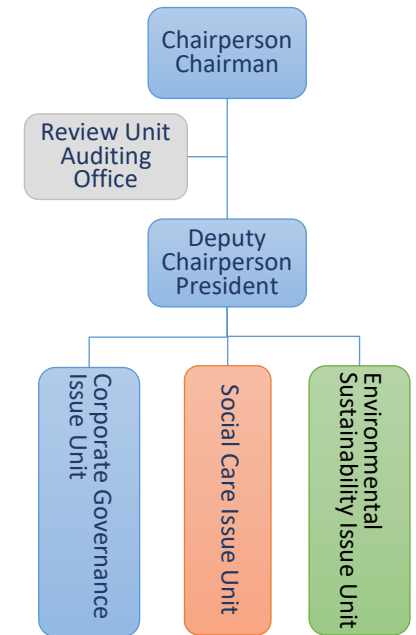 Chairperson
Chairman
Review Unit
Auditing
Office
Deputy
Chairperson
President
Corporate Governance
Issue Unit
Social Care Issue Unit
Environmental
Sustainability Issue Unit